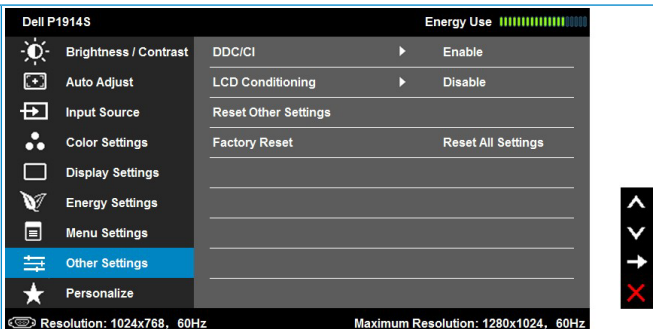 Dell P1914S Energy Use
Brightness / Contrast DDC/CI Enable
Auto Adjust LCD Conditioning Disable
Input Source Reset Other Settings
Color Settings Factory Reset Reset All Settings
Display Settings
Energy Settings
Menu Settings
Other Settings
Personalize
Resolution: 1024x768, 60Hz Maximum Resolution: 1280x1024, 60Hz